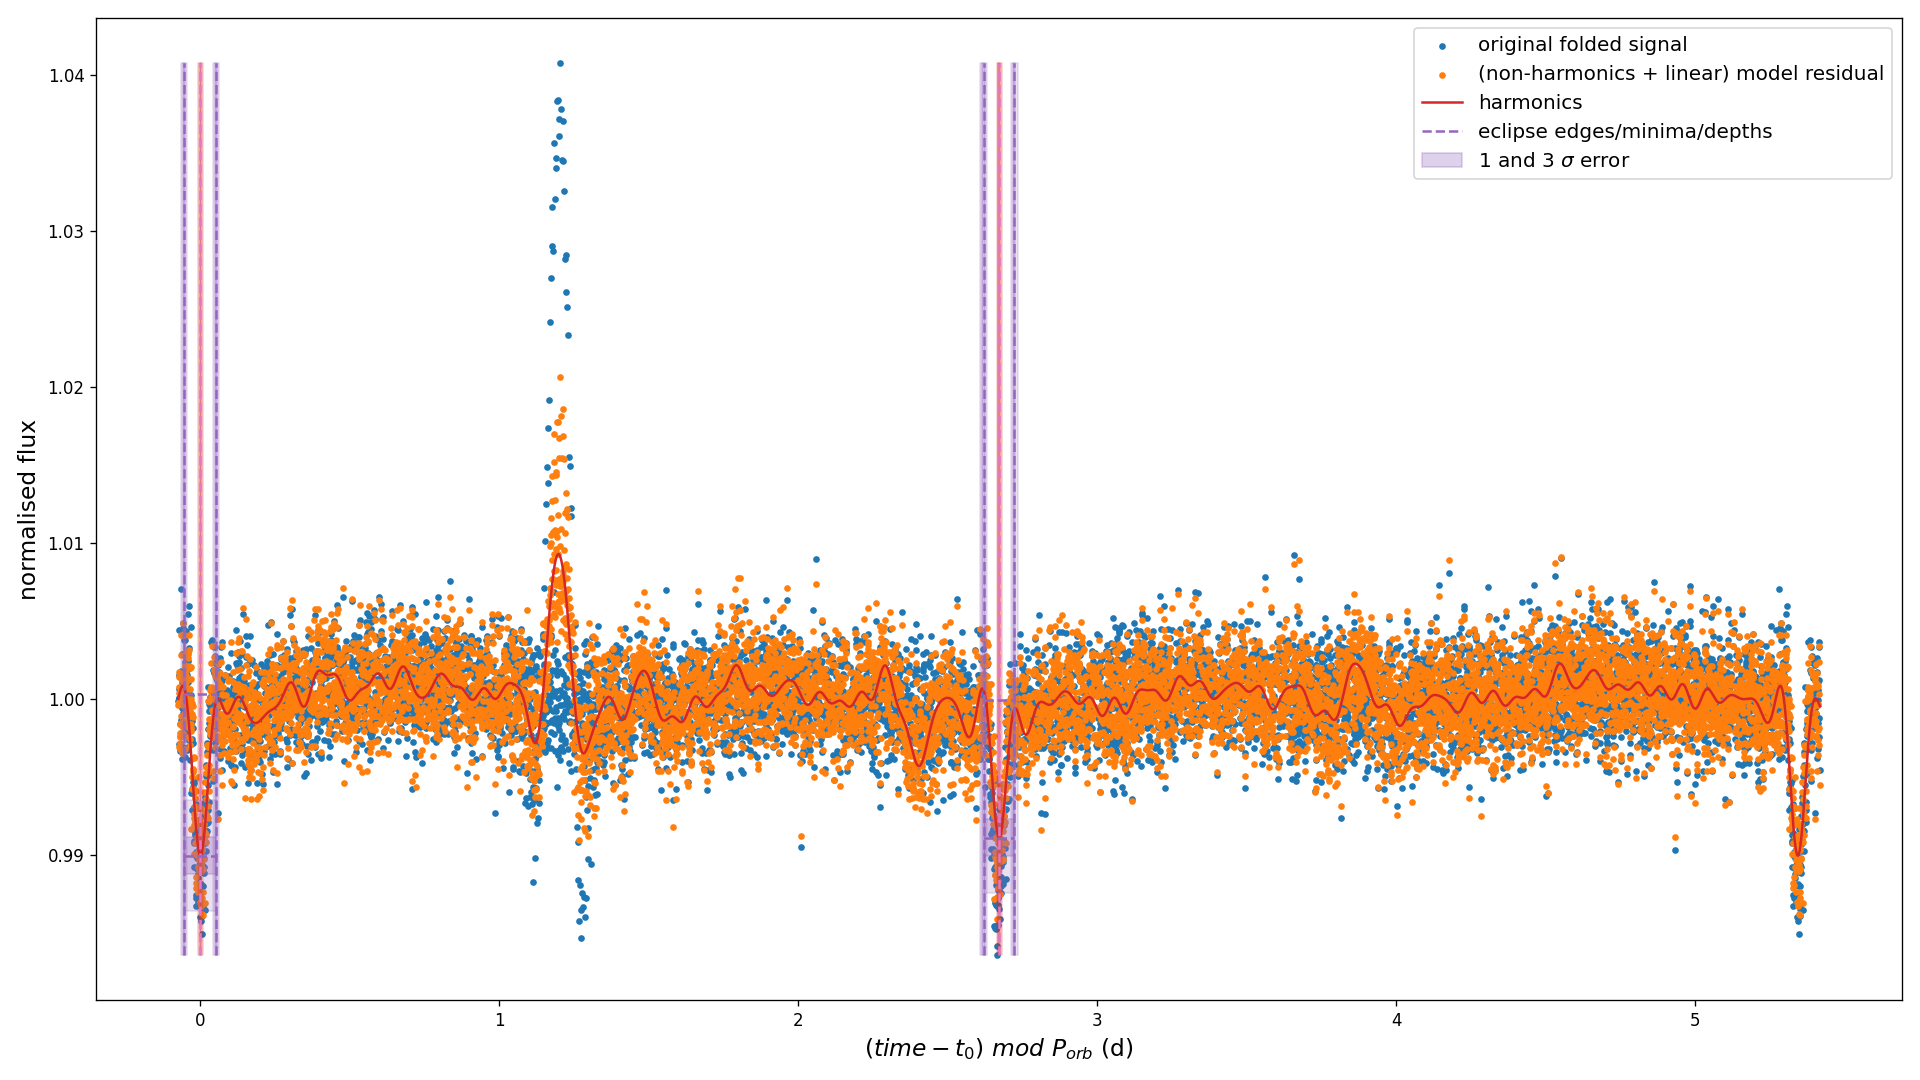 original folded signal
(non-harmonics + linear) model residual
harmonics
eclipse edges/minima/depths
1 and 3 σ error
normalised flux
1.04
1.03
1.02
1.01
1.00
0.99
0 1 2 3 4 5
(time − t₀) mod P_orb (d)